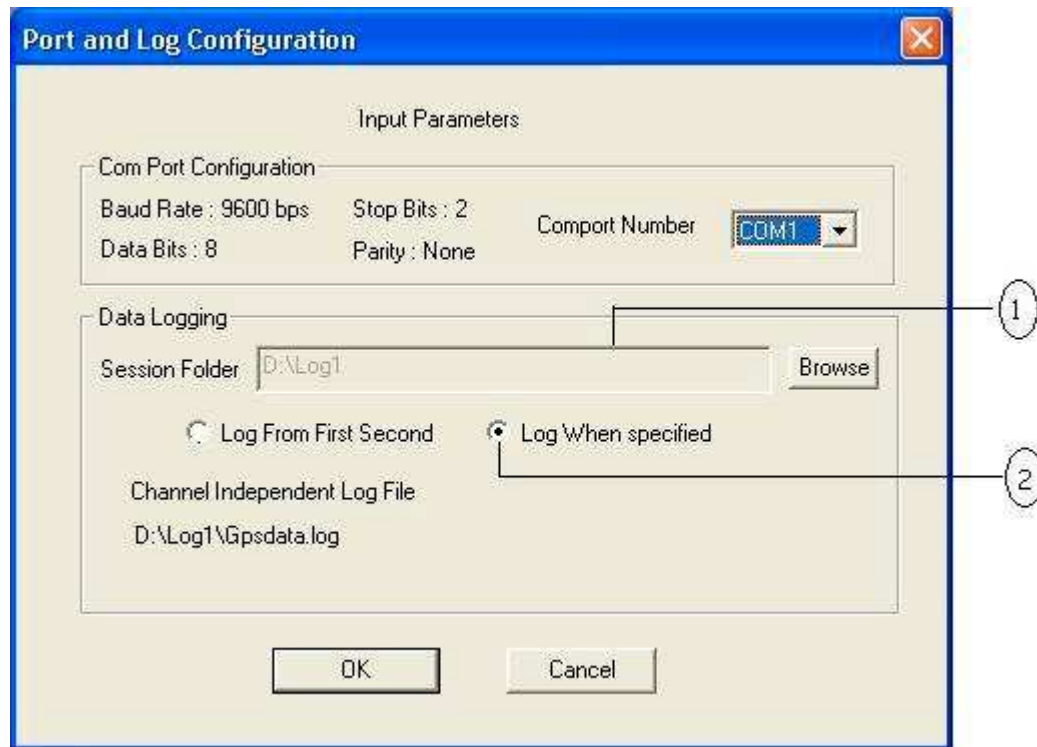 Port and Log Configuration
Input Parameters
Com Port Configuration
Baud Rate : 9600 bps
Stop Bits : 2
Comport Number
COM1
Data Bits : 8
Parity : None
1
Data Logging
Session Folder
D:\Log1
Browse
Log From First Second
Log When specified
2
Channel Independent Log File
D:\Log1\Gpsdata.log
OK
Cancel